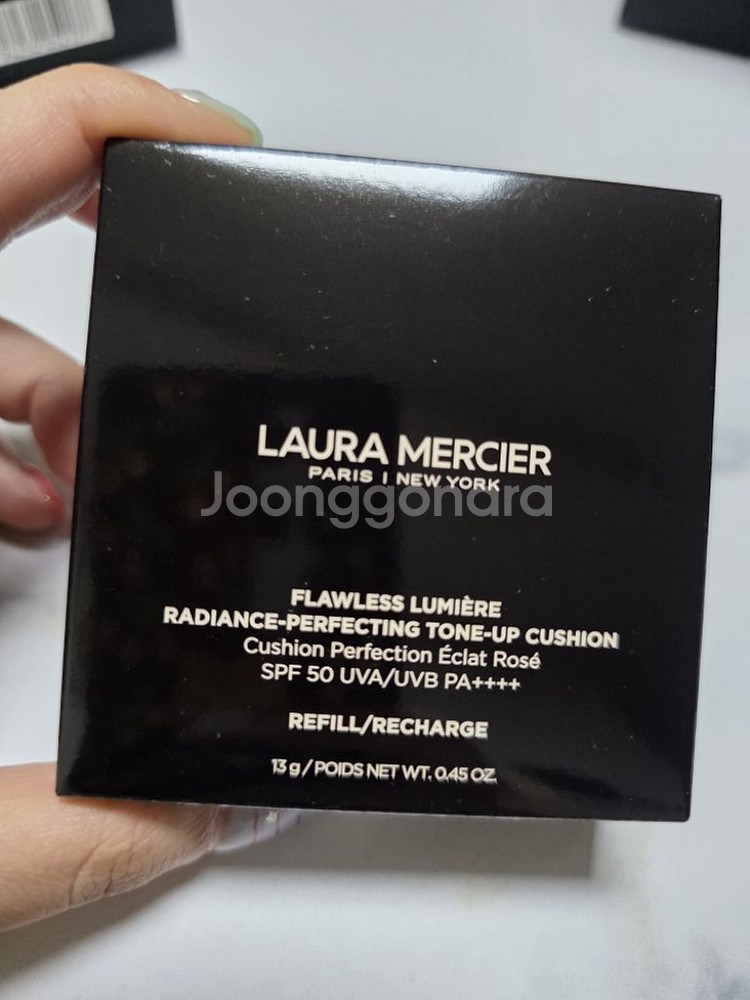 LAURA MERCIER
PARIS | NEW YORK
Joonggonara
FLAWLESS LUMIÈRE
RADIANCE-PERFECTING TONE-UP CUSHION
Cushion Perfection Éclat Rosé
SPF 50 UVA/UVB PA++++
REFILL/RECHARGE
13 g / POIDS NET WT. 0.45 OZ.